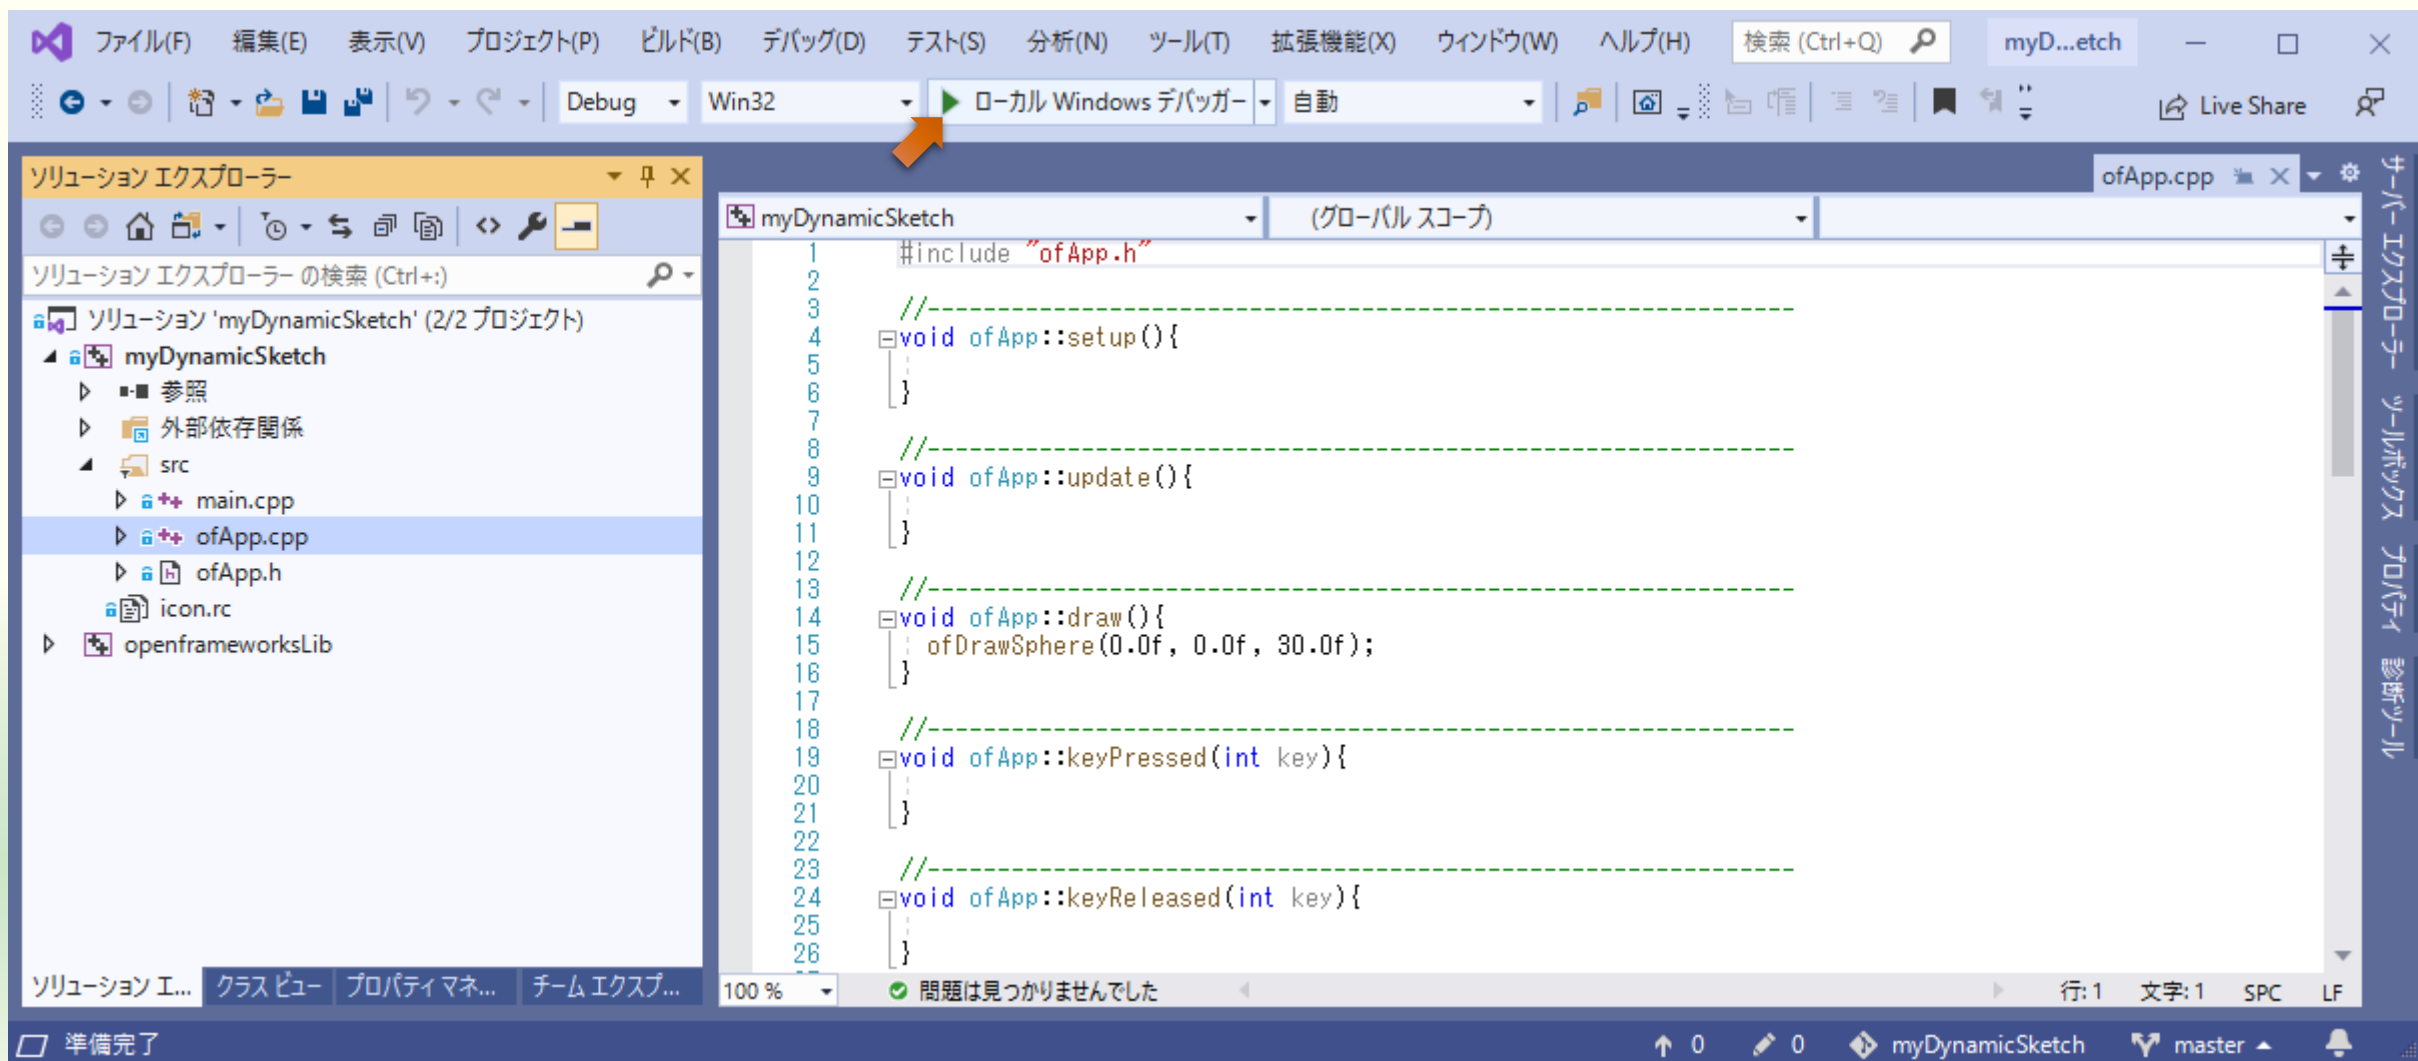 ファイル(F) 編集(E) 表示(V) プロジェクト(P) ビルド(B) デバッグ(D) テスト(S) 分析(N) ツール(T) 拡張機能(X) ウィンドウ(W) ヘルプ(H) 検索 (Ctrl+Q) myD...etch
Debug Win32 ローカル Windows デバッガー 自動 Live Share
ソリューション エクスプローラー
ソリューション エクスプローラー の検索 (Ctrl+:)
ソリューション 'myDynamicSketch' (2/2 プロジェクト)
myDynamicSketch
参照
外部依存関係
src
main.cpp
ofApp.cpp
ofApp.h
icon.rc
openframeworksLib
ソリューション エ... クラス ビュー プロパティ マネ... チーム エクスプ...
ofApp.cpp
myDynamicSketch (グローバル スコープ)
1 #include "ofApp.h"
2
3 //--------------------------------------------------------------
4 void ofApp::setup(){
5
6 }
7
8 //--------------------------------------------------------------
9 void ofApp::update(){
10
11 }
12
13 //--------------------------------------------------------------
14 void ofApp::draw(){
15 ofDrawSphere(0.0f, 0.0f, 30.0f);
16 }
17
18 //--------------------------------------------------------------
19 void ofApp::keyPressed(int key){
20
21 }
22
23 //--------------------------------------------------------------
24 void ofApp::keyReleased(int key){
25
26 }
100 % 問題は見つかりませんでした 行: 1 文字: 1 SPC LF
サーバー エクスプローラー
ツールボックス
プロパティ
診断ツール
準備完了 0 0 myDynamicSketch master